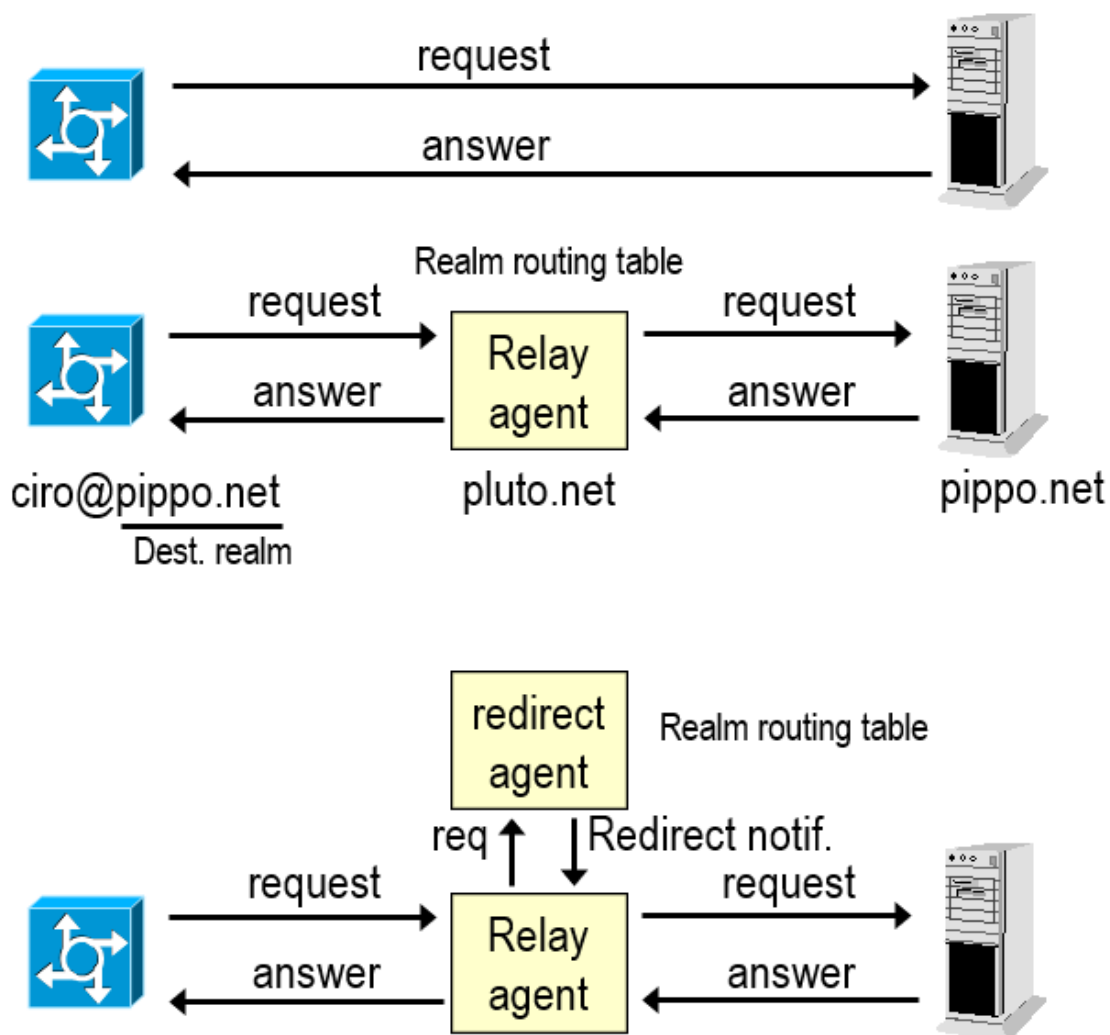 request
answer
Realm routing table
request
request
Relay
agent
answer
answer
ciro@pippo.net
pluto.net
pippo.net
Dest. realm
redirect
agent
Realm routing table
req
Redirect notif.
request
request
Relay
agent
answer
answer